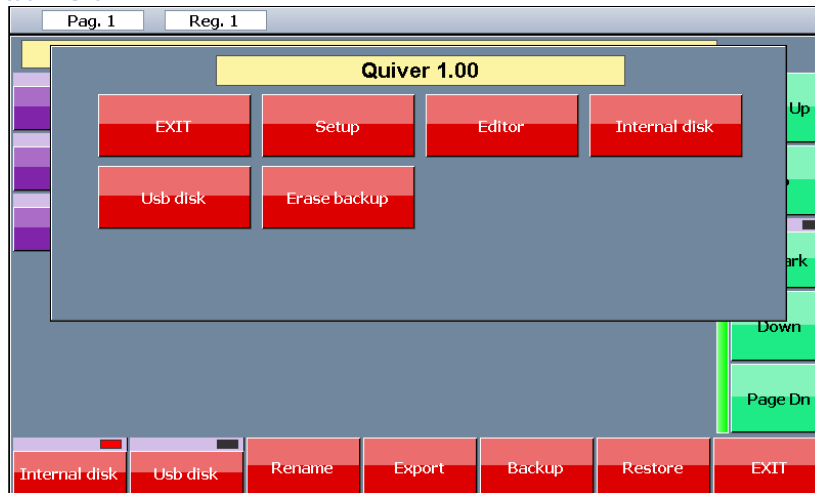 Pag. 1 Reg. 1
Quiver 1.00
EXIT Setup Editor Internal disk
Up
Usb disk Erase backup
Down
Page Dn
Internal disk Usb disk Rename Export Backup Restore EXIT